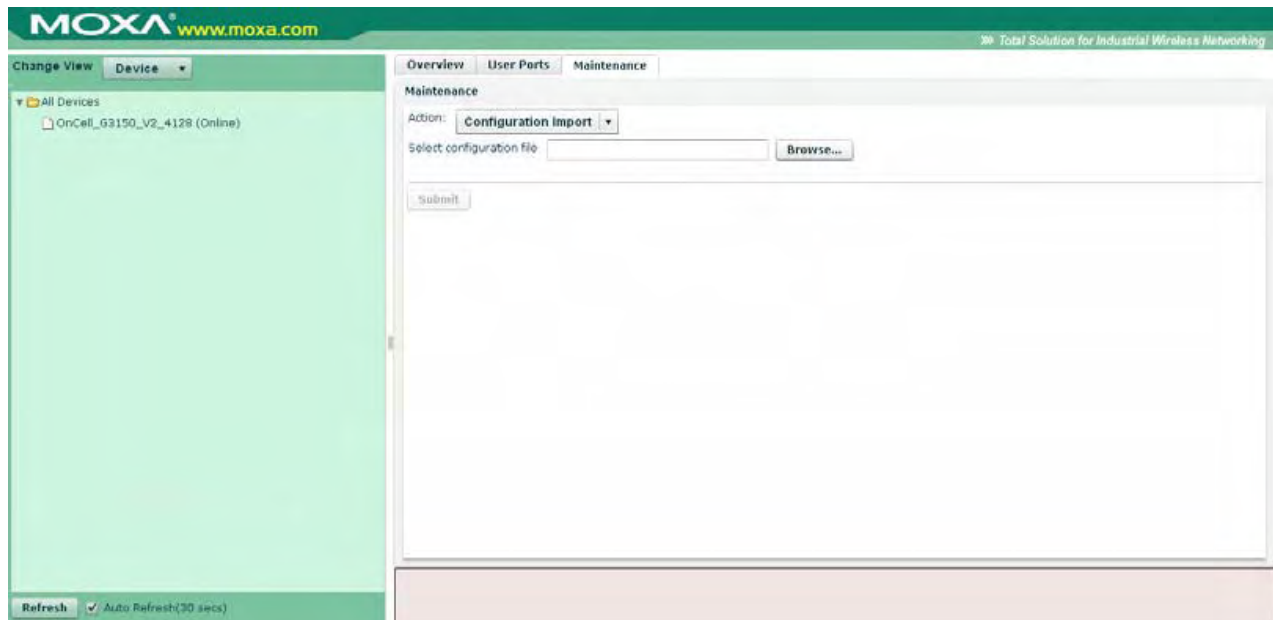 MOXA® www.moxa.com
Total Solution for Industrial Wireless Networking
Change View Device
All Devices
OnCell_G3150_V2_4128 (Online)
Refresh Auto Refresh(30 secs)
Overview User Ports Maintenance
Maintenance
Action: Configuration Import
Select configuration file Browse...
Submit